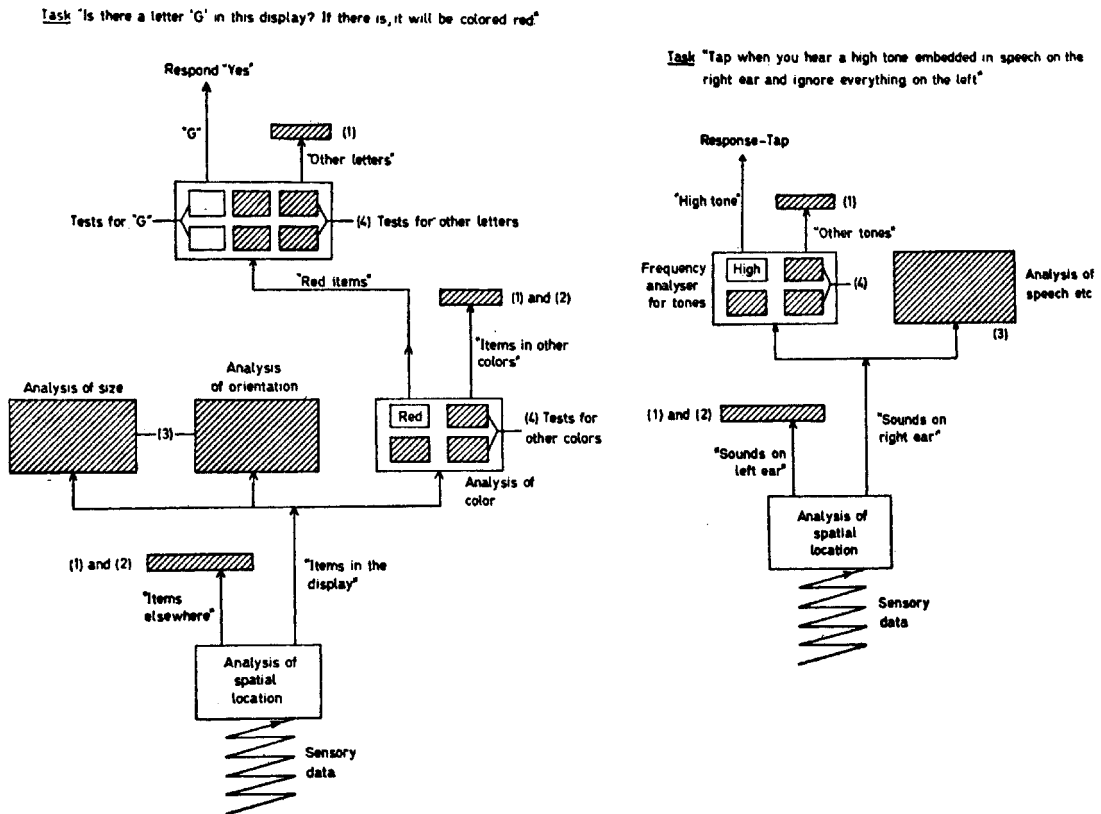 Task "Is there a letter 'G' in this display? If there is, it will be colored red."
Respond "Yes"
"G"
(1)
"Other letters"
Tests for "G"
(4) Tests for other letters
"Red items"
(1) and (2)
"Items in other
colors"
Analysis of size
Analysis
of orientation
(3)
Red
(4) Tests for
other colors
Analysis of
color
(1) and (2)
"Items
elsewhere"
"Items in the
display"
Analysis of
spatial
location
Sensory
data
Task "Tap when you hear a high tone embedded in speech on the
right ear and ignore everything on the left"
Response-Tap
"High tone"
(1)
"Other tones"
Frequency
analyser
for tones
High
(4)
Analysis of
speech etc
(3)
(1) and (2)
"Sounds on
left ear"
"Sounds on
right ear"
Analysis of
spatial
location
Sensory
data